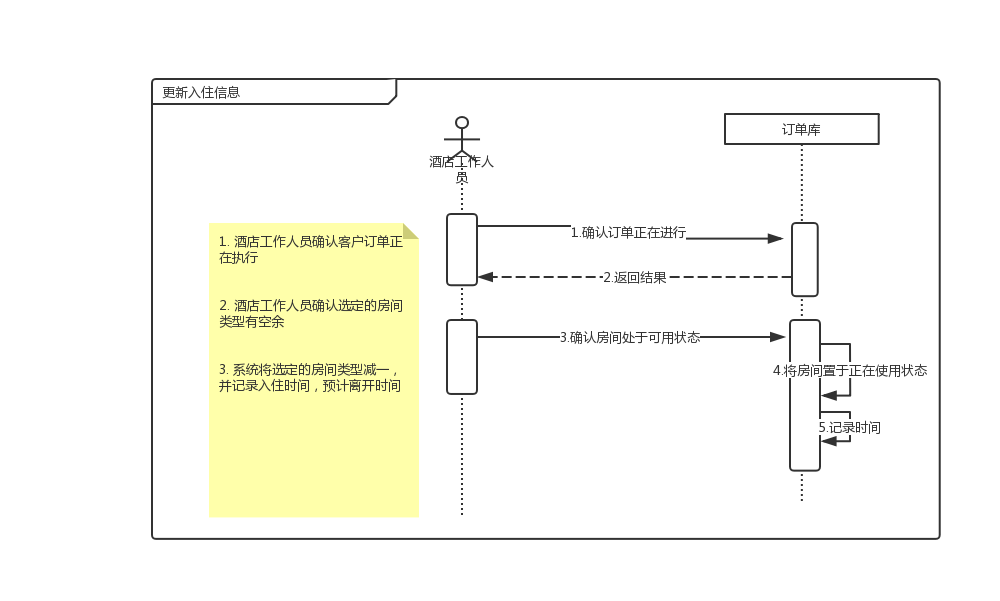 更新入住信息
酒店工作人
员
订单库
1. 酒店工作人员确认客户订单正
在执行
2. 酒店工作人员确认选定的房间
类型有空余
3. 系统将选定的房间类型减一，
并记录入住时间，预计离开时间
1.确认订单正在进行
2.返回结果
3.确认房间处于可用状态
4.将房间置于正在使用状态
5.记录时间